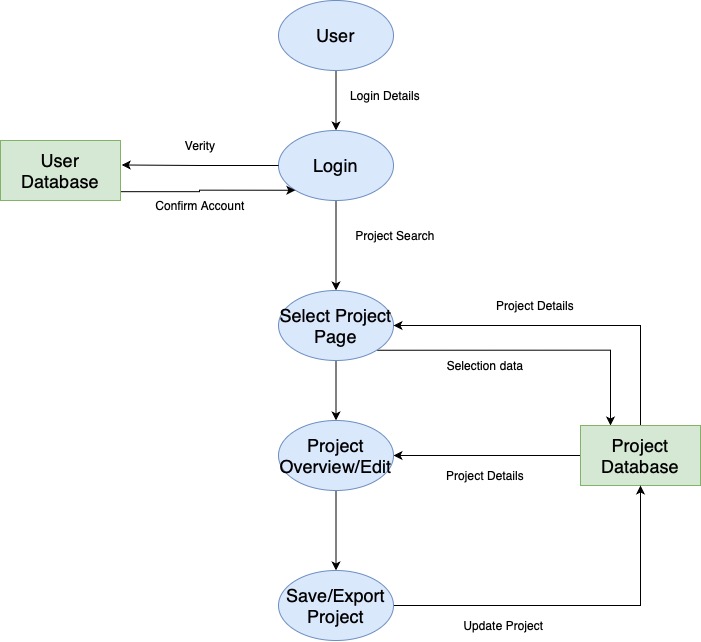 User
Login Details
Verity
User
Database
Login
Confirm Account
Project Search
Project Details
Select Project
Page
Selection data
Project
Overview/Edit
Project
Database
Project Details
Save/Export
Project
Update Project